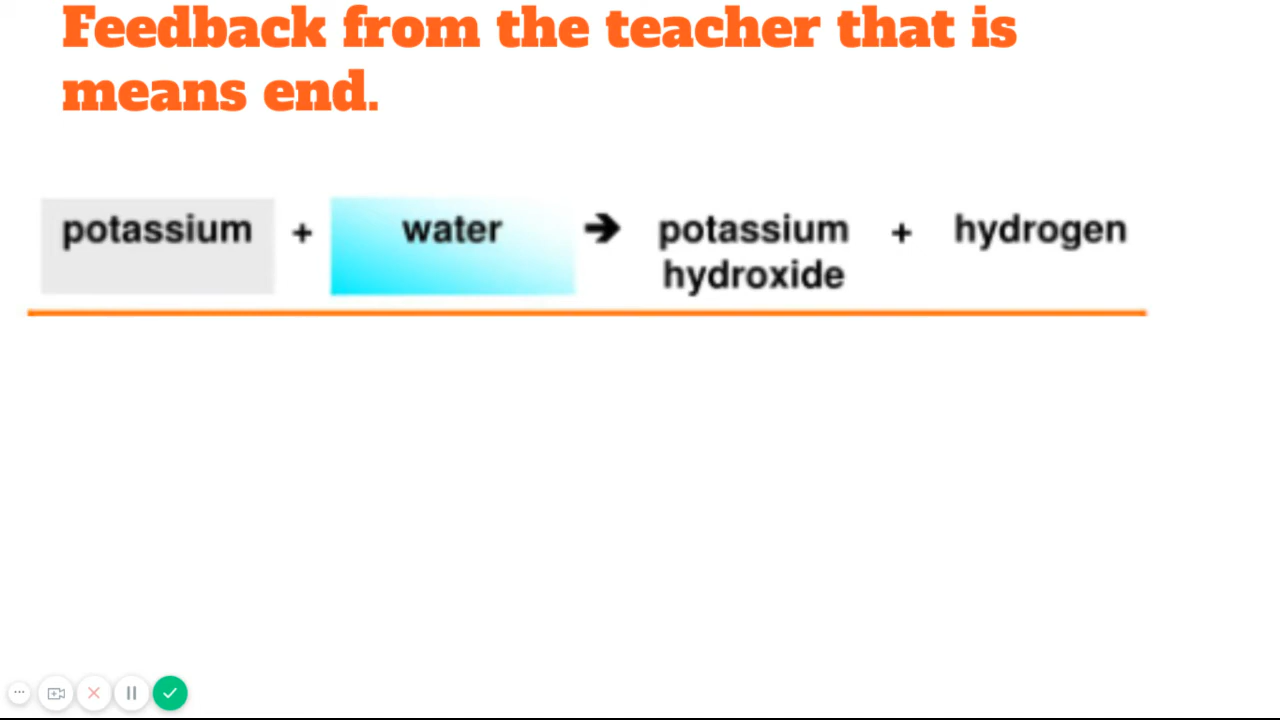 Feedback from the teacher that is
means end.
potassium + water → potassium + hydrogen
hydroxide